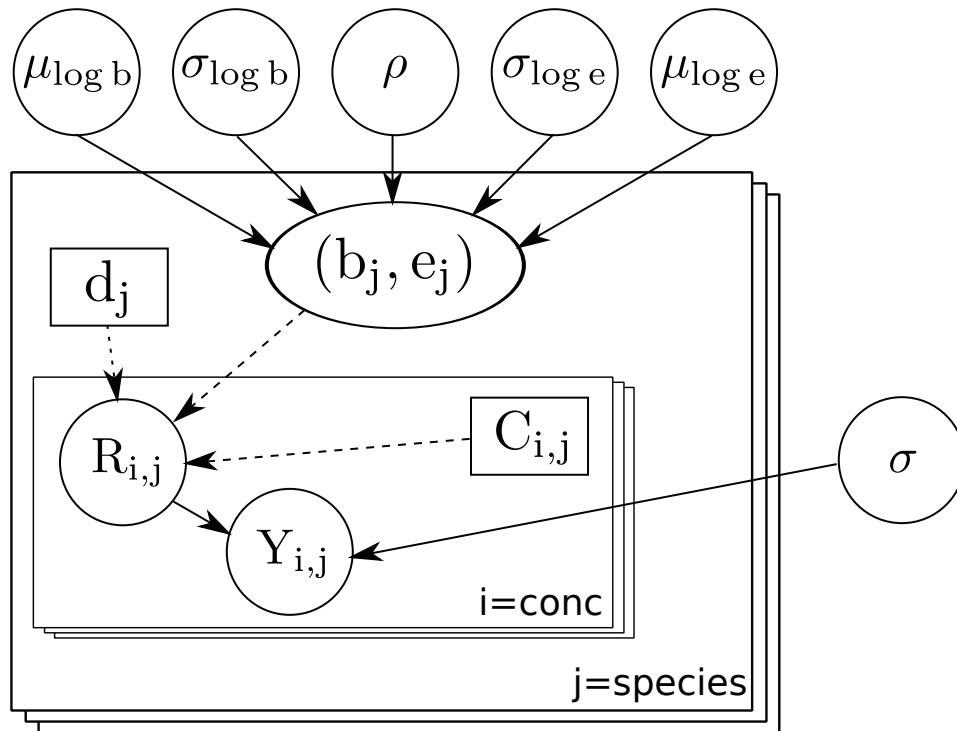 μ_log b σ_log b ρ σ_log e μ_log e
(b_j, e_j)
d_j
C_i,j
R_i,j
σ
Y_i,j
i=conc
j=species